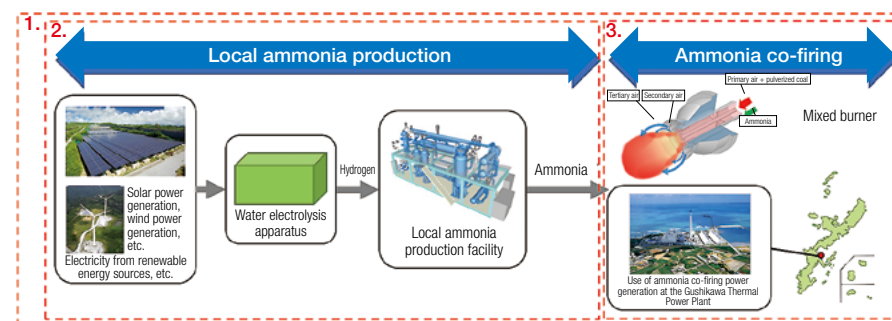 1.
2.
Local ammonia production
3.
Ammonia co-firing
Solar power
generation,
wind power
generation,
etc.
Electricity from renewable
energy sources, etc.
Water electrolysis
apparatus
Hydrogen
Local ammonia
production facility
Ammonia
Primary air + pulverized coal
Tertiary air
Secondary air
Ammonia
Mixed burner
Use of ammonia co-firing power
generation at the Gushikawa Thermal
Power Plant